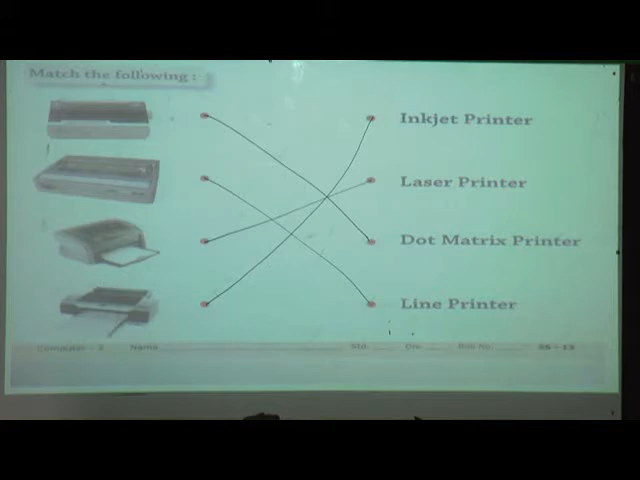 Match the following :
Inkjet Printer
Laser Printer
Dot Matrix Printer
Line Printer
Computer - 2 Name Std. Div. Roll No.